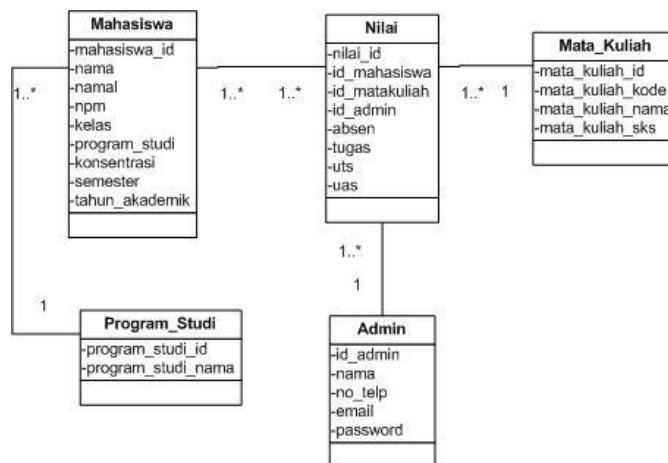 Mahasiswa
-mahasiswa_id
-nama
-namal
-npm
-kelas
-program_studi
-konsentrasi
-semester
-tahun_akademik
1..*
1..*
1..*
Nilai
-nilai_id
-id_mahasiswa
-id_matakuliah
-id_admin
-absen
-tugas
-uts
-uas
1..*
1
Mata_Kuliah
-mata_kuliah_id
-mata_kuliah_kode
-mata_kuliah_nama
-mata_kuliah_sks
1..*
1
1
Program_Studi
-program_studi_id
-program_studi_nama
Admin
-id_admin
-nama
-no_telp
-email
-password